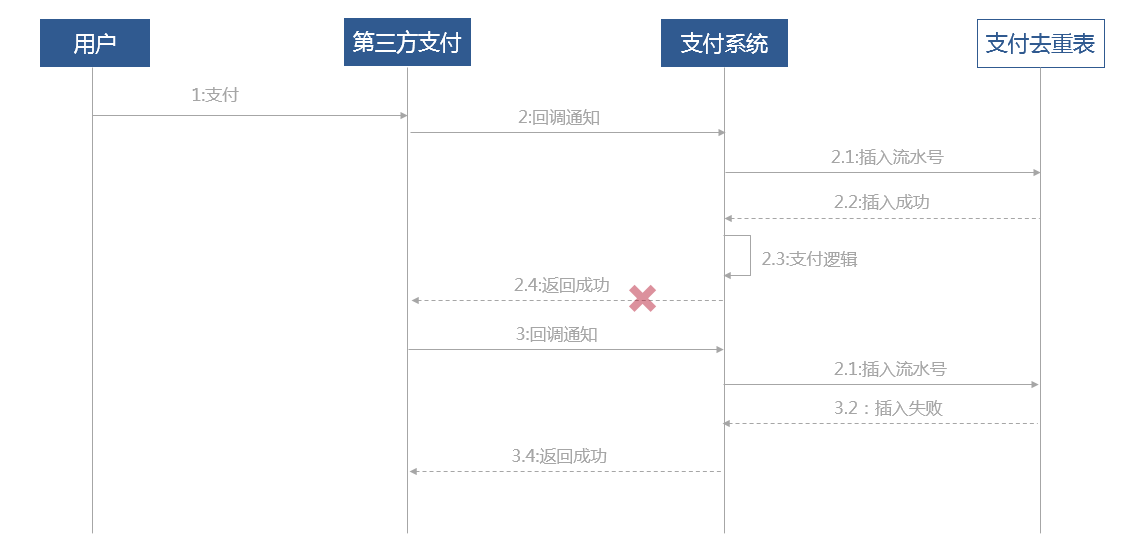 用户
第三方支付
支付系统
支付去重表
1:支付
2:回调通知
2.1:插入流水号
2.2:插入成功
2.3:支付逻辑
2.4:返回成功
3:回调通知
2.1:插入流水号
3.2：插入失败
3.4:返回成功